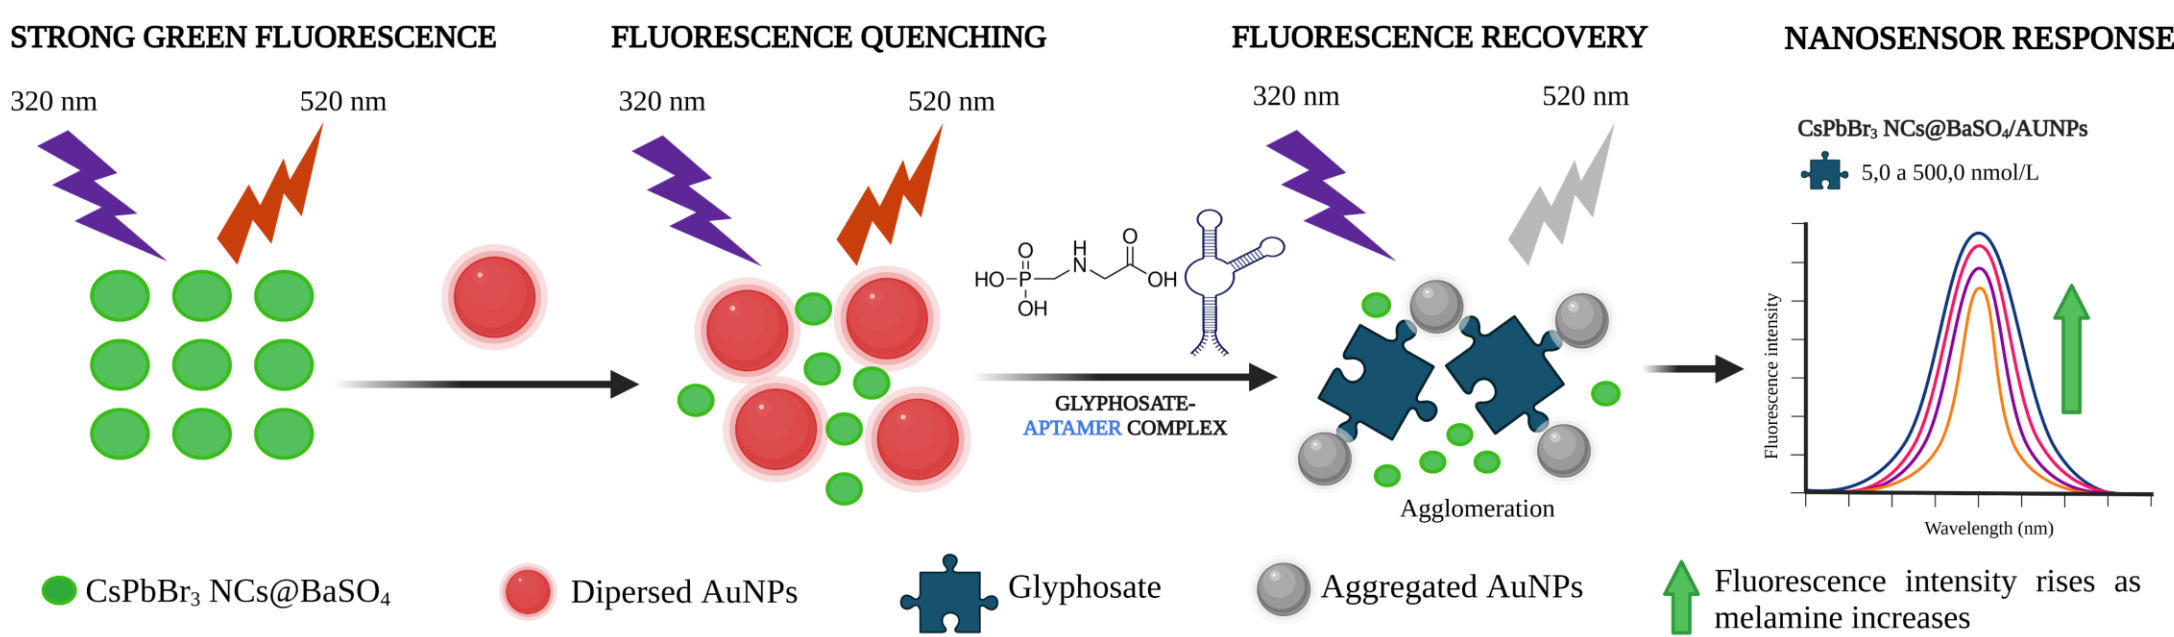 STRONG GREEN FLUORESCENCE
320 nm
520 nm
FLUORESCENCE QUENCHING
320 nm
520 nm
HO
O
P
OH
H
N
O
OH
GLYPHOSATE-
APTAMER COMPLEX
FLUORESCENCE RECOVERY
320 nm
520 nm
Agglomeration
NANOSENSOR RESPONSE
CsPbBr₃ NCs@BaSO₄/AUNPs
5,0 a 500,0 nmol/L
Fluorescence intensity
Wavelength (nm)
CsPbBr₃ NCs@BaSO₄
Dipersed AuNPs
Glyphosate
Aggregated AuNPs
Fluorescence intensity rises as
melamine increases